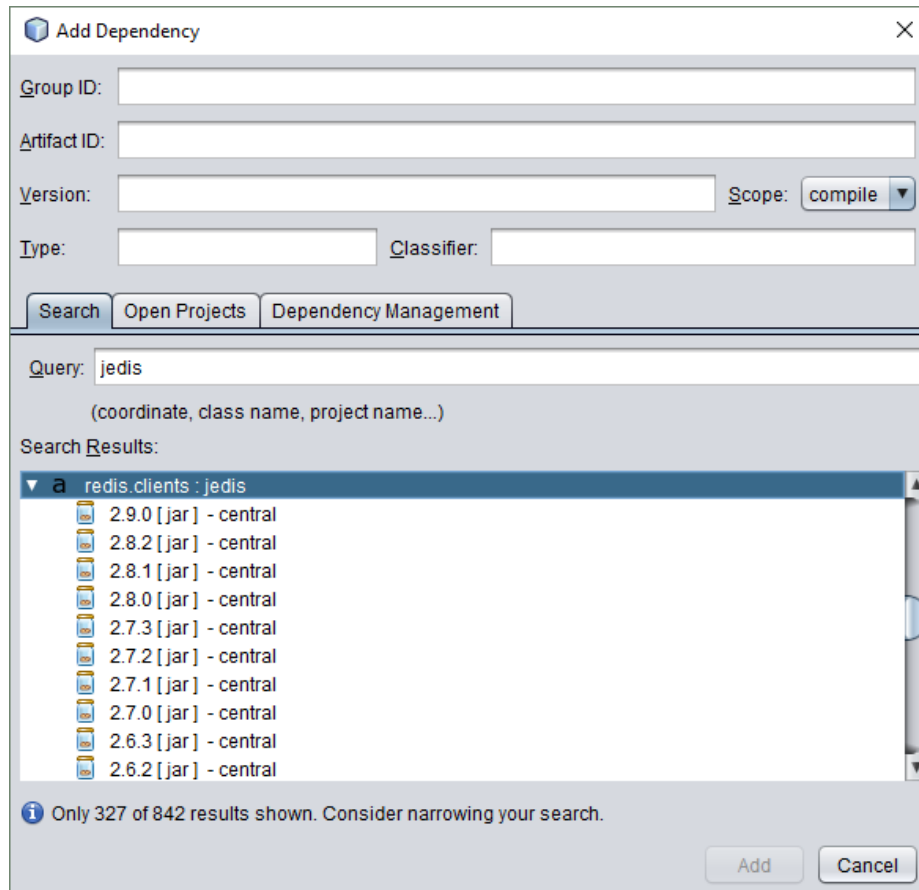 Add Dependency
Group ID:
Artifact ID:
Version: Scope: compile
Type: Classifier:
Search Open Projects Dependency Management
Query: jedis
(coordinate, class name, project name...)
Search Results:
a redis.clients : jedis
2.9.0 [ jar ] - central
2.8.2 [ jar ] - central
2.8.1 [ jar ] - central
2.8.0 [ jar ] - central
2.7.3 [ jar ] - central
2.7.2 [ jar ] - central
2.7.1 [ jar ] - central
2.7.0 [ jar ] - central
2.6.3 [ jar ] - central
2.6.2 [ jar ] - central
Only 327 of 842 results shown. Consider narrowing your search.
Add Cancel